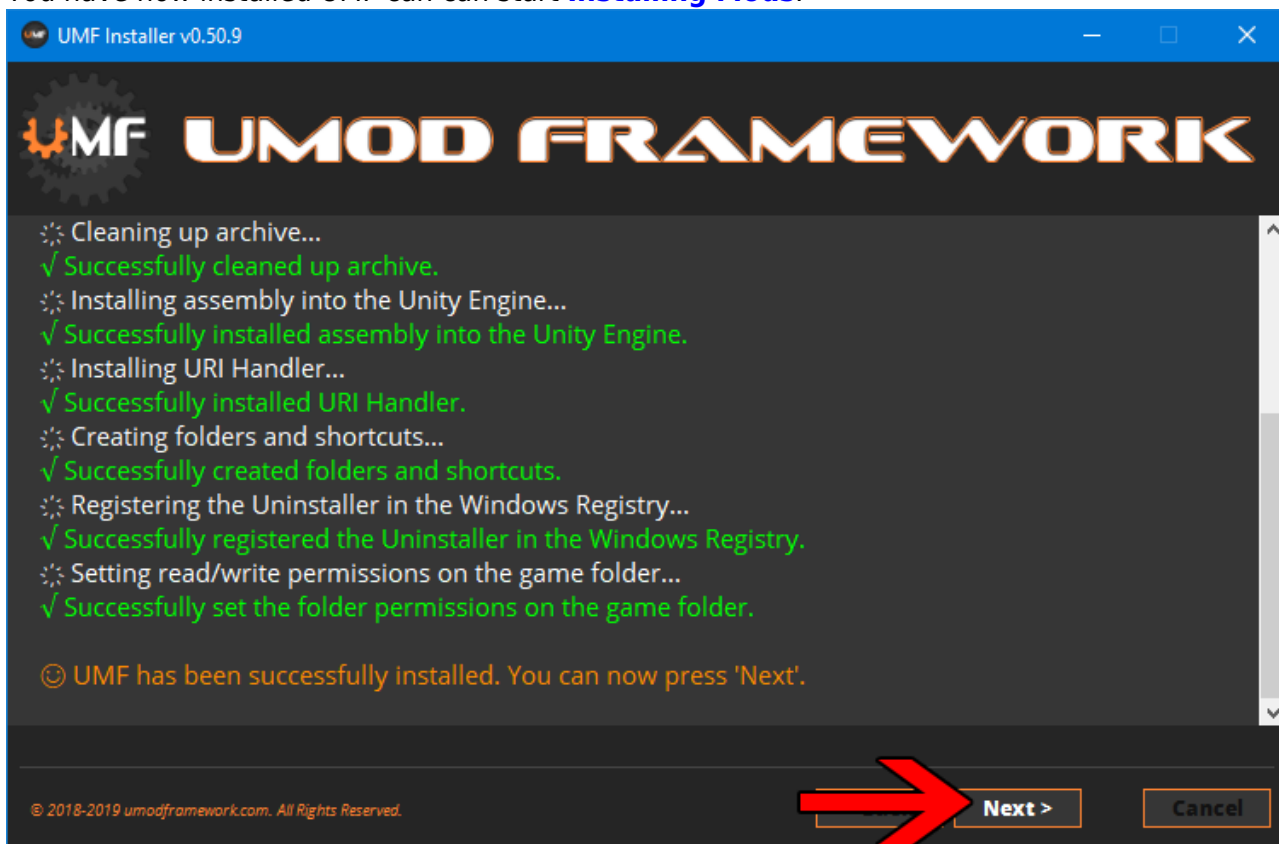 UMF Installer v0.50.9
UMF UMOD FRAMEWORK
Cleaning up archive...
√ Successfully cleaned up archive.
Installing assembly into the Unity Engine...
√ Successfully installed assembly into the Unity Engine.
Installing URI Handler...
√ Successfully installed URI Handler.
Creating folders and shortcuts...
√ Successfully created folders and shortcuts.
Registering the Uninstaller in the Windows Registry...
√ Successfully registered the Uninstaller in the Windows Registry.
Setting read/write permissions on the game folder...
√ Successfully set the folder permissions on the game folder.
☺ UMF has been successfully installed. You can now press 'Next'.
© 2018-2019 umodframework.com. All Rights Reserved.
Next >
Cancel